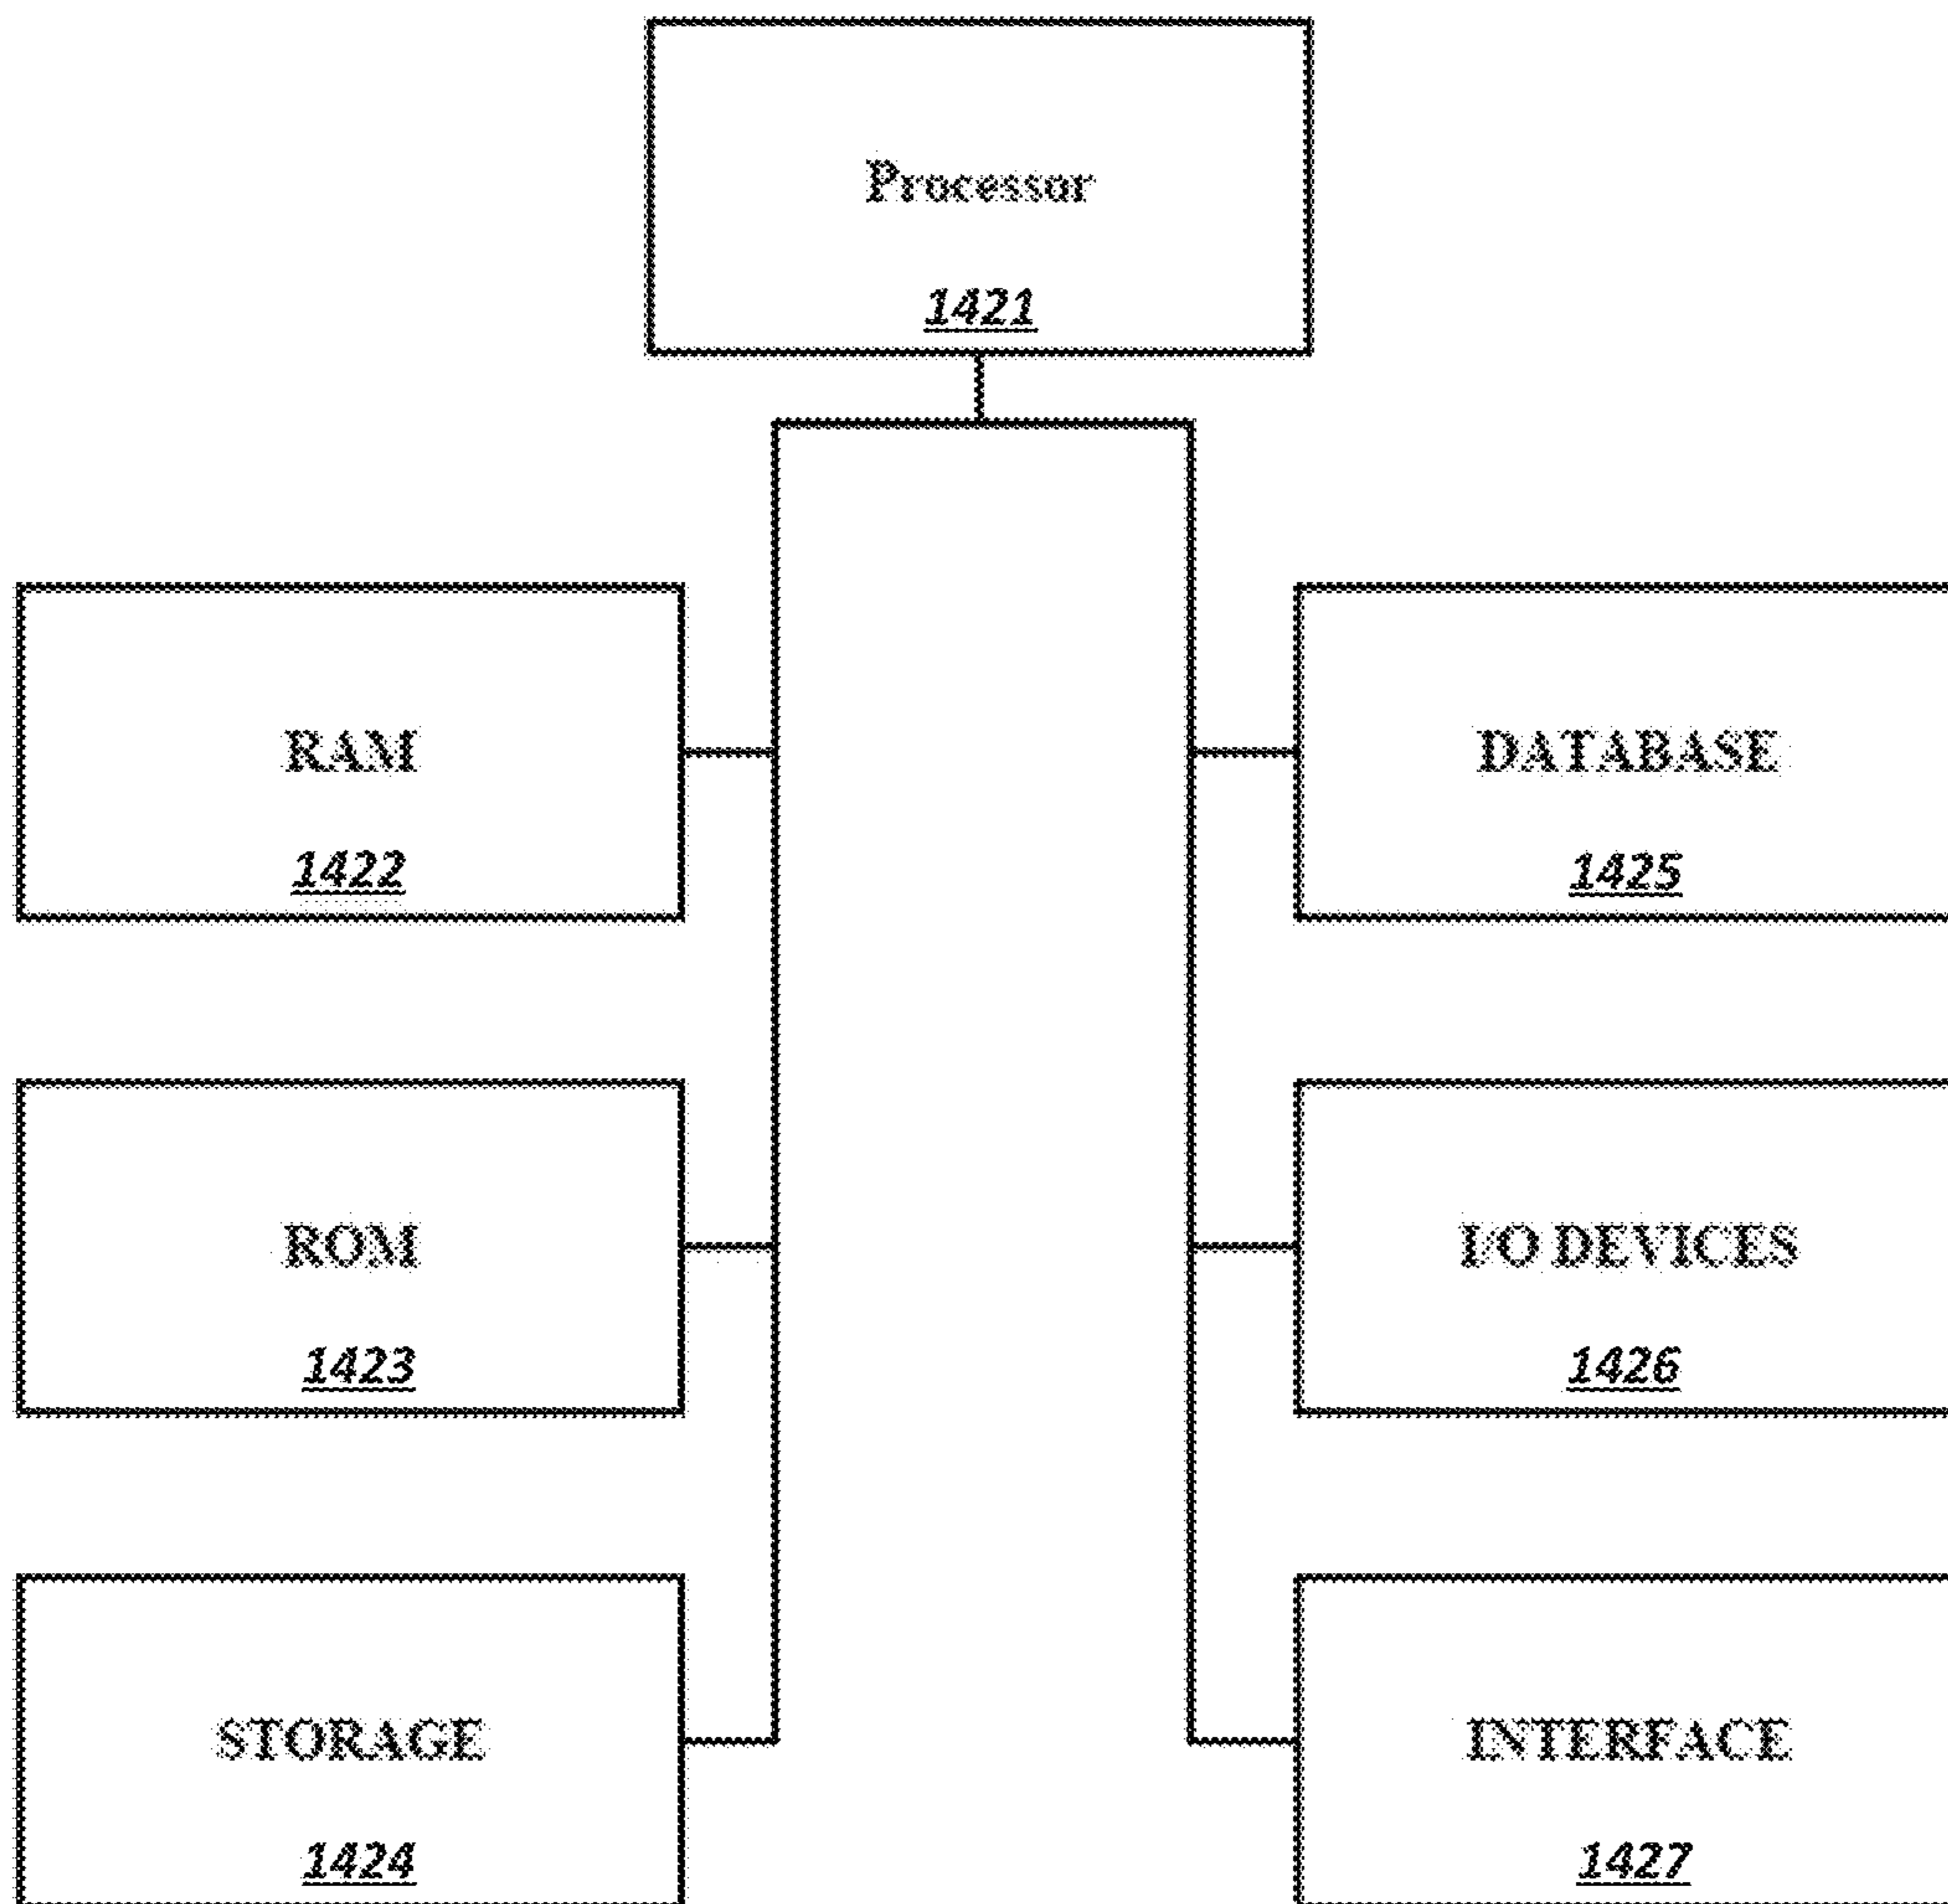 Processor
1421
RAM
1422
DATABASE
1425
ROM
1423
I/O DEVICES
1426
STORAGE
1424
INTERFACE
1427